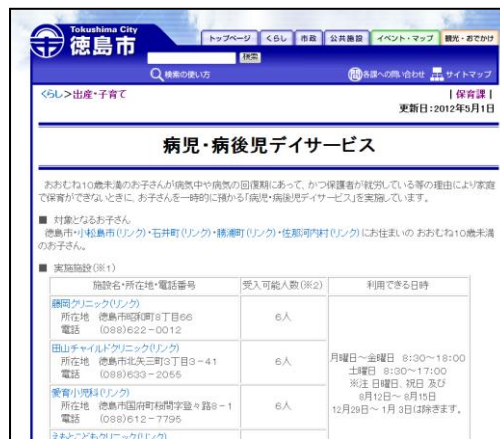 Tokushima City
徳島市
トップページ くらし 市政 公共施設 イベント・マップ 観光・おでかけ
検索
検索の使い方 各課への問い合わせ サイトマップ
くらし>出産・子育て |保育課|
更新日:2012年5月1日
病児・病後児デイサービス
おおむね10歳未満のお子さんが病気中や病気の回復期にあって、かつ保護者が就労している等の理由により家庭
で保育ができないときに、お子さんを一時的に預かる「病児・病後児デイサービス」を実施しています。
■ 対象となるお子さん
徳島市・小松島市(リンク)・石井町(リンク)・勝浦町(リンク)・佐那河内村(リンク)にお住まいの おおむね10歳未満
のお子さん。
■ 実施施設(※1)
施設名・所在地・電話番号 受入可能人数(※2) 利用できる日時
藤岡クリニック(リンク)
所在地 徳島市昭和町8丁目66
電話 (088)622-0012
6人
田山チャイルドクリニック(リンク)
所在地 徳島市北矢三町3丁目3-41
電話 (088)633-2055
6人
愛育小児科(リンク)
所在地 徳島市国府町桜間字登々路8-1
電話 (088)612-7795
6人
月曜日~金曜日 8:30~18:00
土曜日 8:30~17:00
※注 日曜日、祝日 及び
8月12日~ 8月15日
12月29日~ 1月 3日は除きます。
えもとこどもクリニック(リンク)